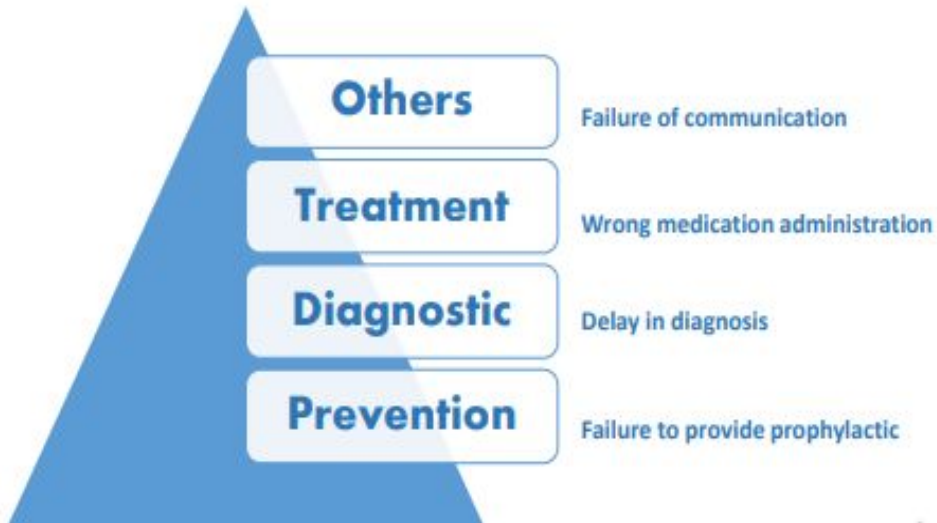 Others
Failure of communication
Treatment
Wrong medication administration
Diagnostic
Delay in diagnosis
Prevention
Failure to provide prophylactic